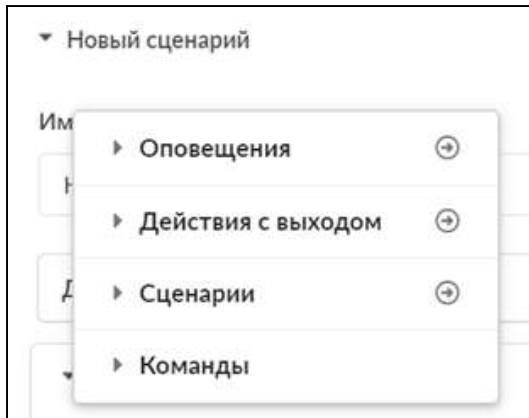 Новый сценарий
Им
Оповещения
Действия с выходом
Сценарии
Команды